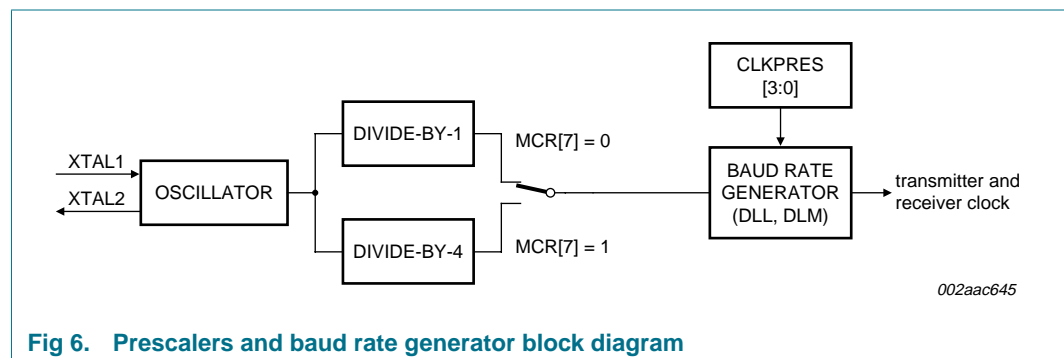 CLKPRES
[3:0]
DIVIDE-BY-1
MCR[7] = 0
XTAL1
XTAL2
OSCILLATOR
BAUD RATE
GENERATOR
(DLL, DLM)
transmitter and
receiver clock
DIVIDE-BY-4
MCR[7] = 1
002aac645
Fig 6. Prescalers and baud rate generator block diagram